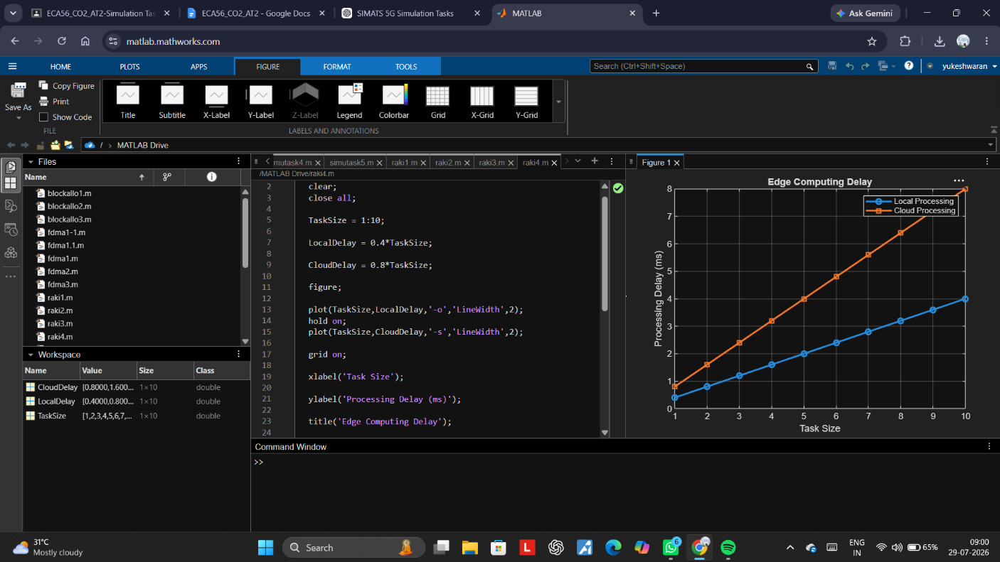 ECA56_CO2_AT2-Simulation Tas
ECA56_CO2_AT2 - Google Docs
SIMATS 5G Simulation Tasks
MATLAB
Ask Gemini
matlab.mathworks.com
HOME
PLOTS
APPS
FIGURE
FORMAT
TOOLS
Search (Ctrl+Shift+Space)
yukeshwaran
Save As
Copy Figure
Print
Show Code
FILE
Title
Subtitle
X-Label
Y-Label
Z-Label
Legend
Colorbar
Grid
X-Grid
Y-Grid
LABELS AND ANNOTATIONS
/ › MATLAB Drive
Files
Name
blockallo1.m
blockallo2.m
blockallo3.m
fdma1-1.m
fdma1.1.m
fdma1.m
fdma2.m
fdma3.m
raki1.m
raki2.m
raki3.m
raki4.m
Workspace
Name Value Size Class
CloudDelay [0.8000,1.600... 1×10 double
LocalDelay [0.4000,0.800... 1×10 double
TaskSize [1,2,3,4,5,6,7,... 1×10 double
mutask4.m
simutask5.m
raki1.m
raki2.m
raki3.m
raki4.m
/MATLAB Drive/raki4.m
2 clear;
3 close all;
4
5 TaskSize = 1:10;
6
7 LocalDelay = 0.4*TaskSize;
8
9 CloudDelay = 0.8*TaskSize;
10
11 figure;
12
13 plot(TaskSize,LocalDelay,'-o','LineWidth',2);
14 hold on;
15 plot(TaskSize,CloudDelay,'-s','LineWidth',2);
16
17 grid on;
18
19 xlabel('Task Size');
20
21 ylabel('Processing Delay (ms)');
22
23 title('Edge Computing Delay');
24
Figure 1
Edge Computing Delay
Local Processing
Cloud Processing
Processing Delay (ms)
8
7
6
5
4
3
2
1
0
1 2 3 4 5 6 7 8 9 10
Task Size
Command Window
>>
31°C
Mostly cloudy
Search
L
6
ENG
IN
65%
09:00
29-07-2026